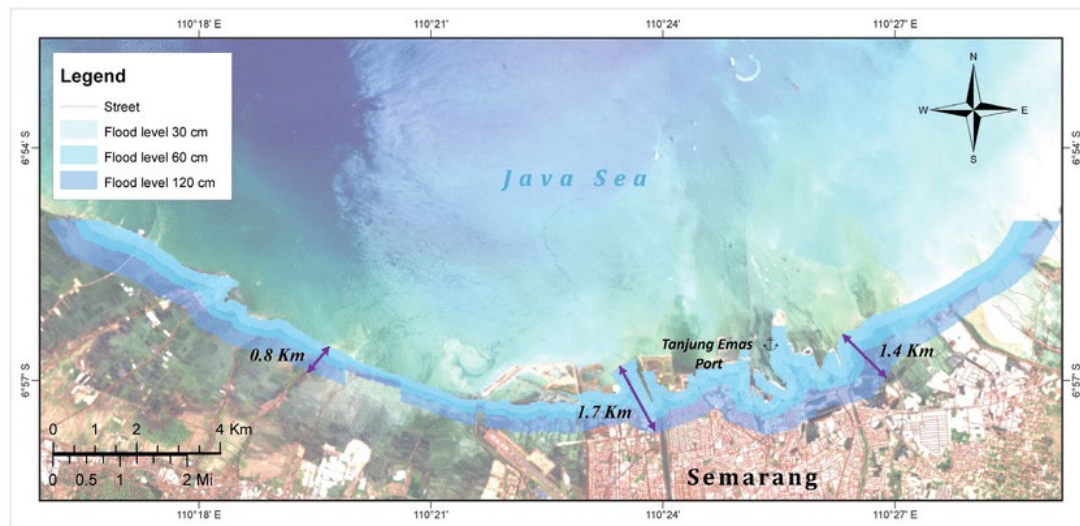 110°18' E
110°21'
110°24'
110°27' E
Legend
Street
Flood level 30 cm
Flood level 60 cm
Flood level 120 cm
N
W
E
S
6°54' S
6°54' S
Java Sea
Tanjung Emas
Port
0.8 Km
1.4 Km
1.7 Km
6°57' S
6°57' S
0 1 2 4 Km
0 0.5 1 2 Mi
Semarang
110°18' E
110°21' E
110°24' E
110°27' E